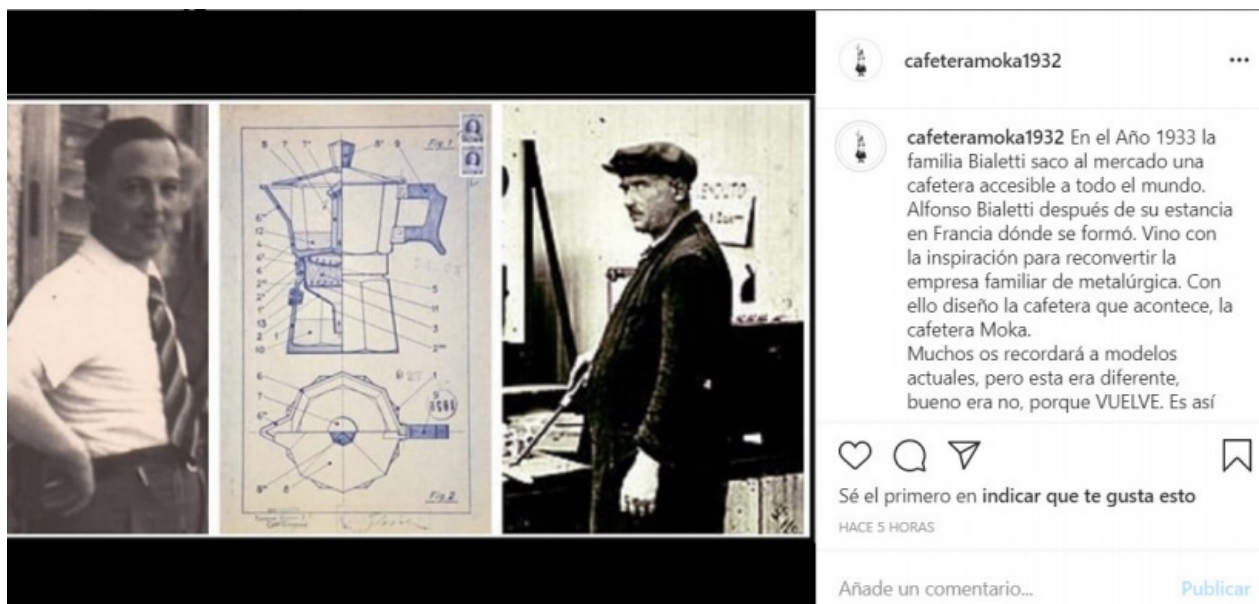 cafeteramoka1932
cafeteramoka1932 En el Año 1933 la
familia Bialetti saco al mercado una
cafetera accesible a todo el mundo.
Alfonso Bialetti después de su estancia
en Francia dónde se formó. Vino con
la inspiración para reconvertir la
empresa familiar de metalúrgica. Con
ello diseño la cafetera que acontece, la
cafetera Moka.
Muchos os recordará a modelos
actuales, pero esta era diferente,
bueno era no, porque VUELVE. Es así
Sé el primero en indicar que te gusta esto
HACE 5 HORAS
Añade un comentario... Publicar
Fig. 1
Fig. 2